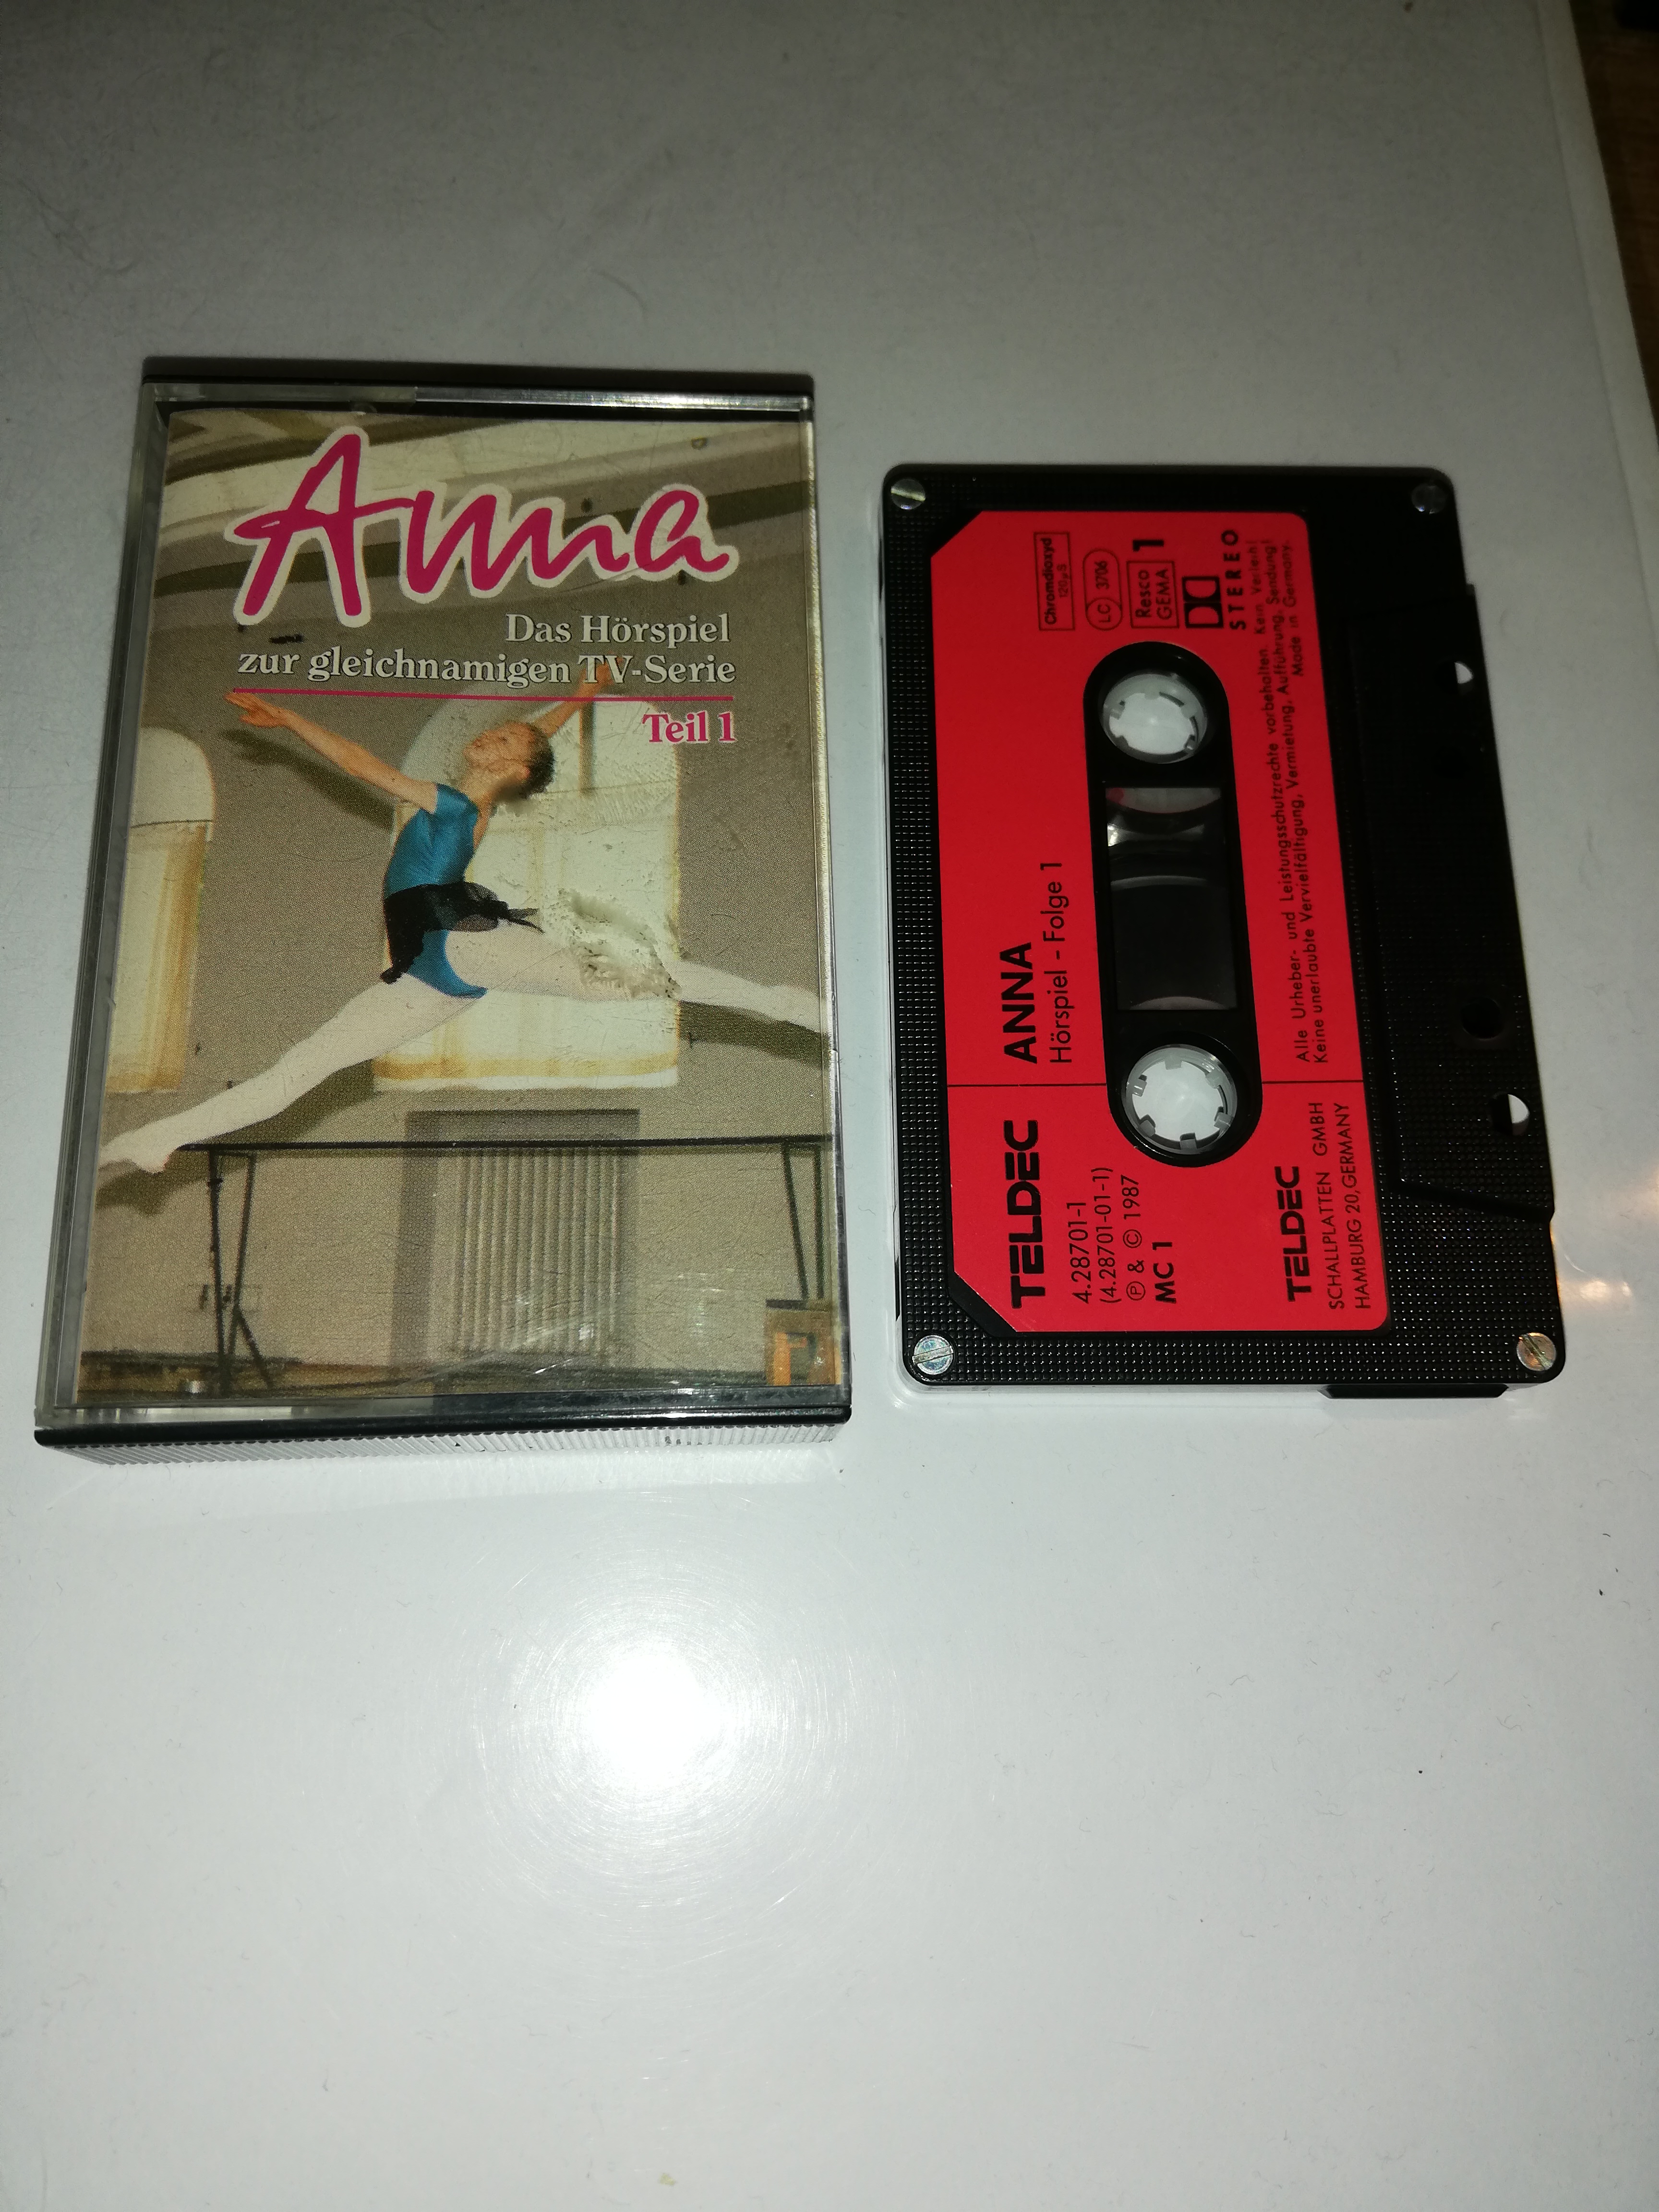 Anna
Das Hörspiel
zur gleichnamigen TV-Serie
Teil 1
TELDEC
4.28701-1
(4.28701-01-1)
℗ & © 1987
MC 1
ANNA
Hörspiel - Folge 1
Chromdioxyd
120µS
LC 3706
Resco
GEMA
1
STEREO
TELDEC
SCHALLPLATTEN GMBH
HAMBURG 20, GERMANY
Alle Urheber- und Leistungsschutzrechte vorbehalten. Kein Verleih!
Keine unerlaubte Vervielfältigung, Vermietung, Aufführung, Sendung!
Made in Germany.